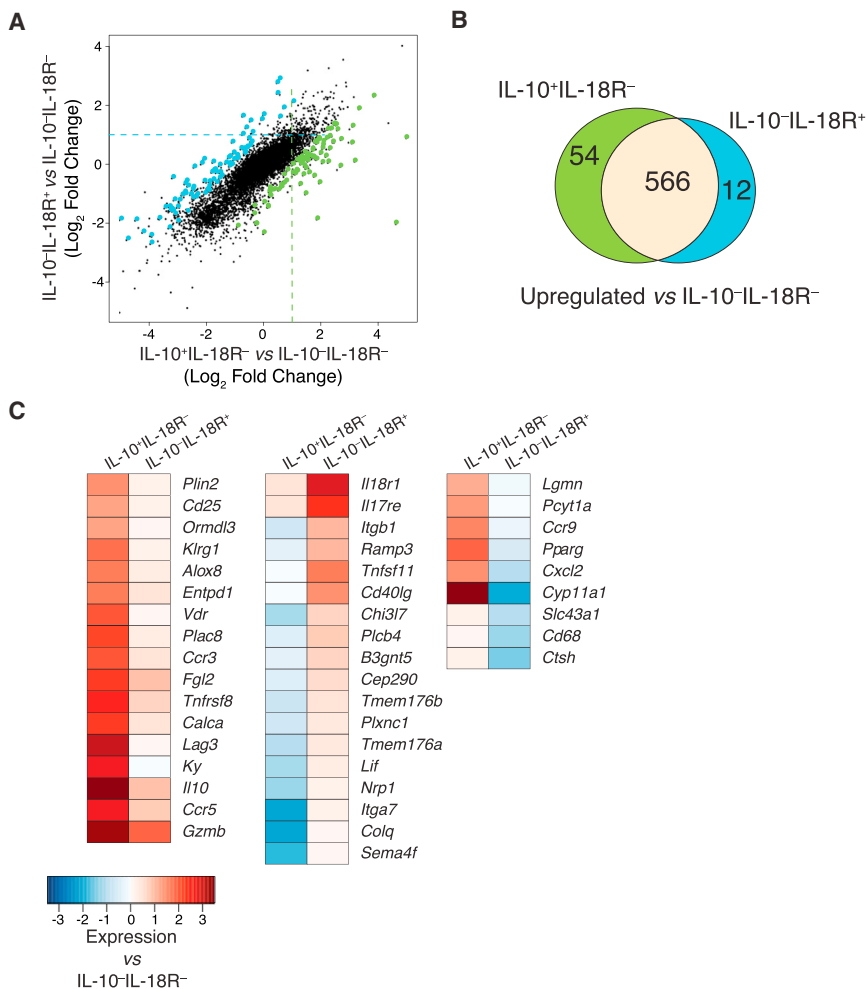 A
IL-10⁻IL-18R⁺ vs IL-10⁻IL-18R⁻
(Log₂ Fold Change)
4
2
0
-2
-4
-4
-2
0
2
4
IL-10⁺IL-18R⁻ vs IL-10⁻IL-18R⁻
(Log₂ Fold Change)
B
IL-10⁺IL-18R⁻
IL-10⁻IL-18R⁺
54
566
12
Upregulated vs IL-10⁻IL-18R⁻
C
IL-10⁺IL-18R⁻
IL-10⁻IL-18R⁺
Plin2
Cd25
Ormdl3
Klrg1
Alox8
Entpd1
Vdr
Plac8
Ccr3
Fgl2
Tnfrsf8
Calca
Lag3
Ky
Il10
Ccr5
Gzmb
IL-10⁺IL-18R⁻
IL-10⁻IL-18R⁺
Il18r1
Il17re
Itgb1
Ramp3
Tnfsf11
Cd40lg
Chi3l7
Plcb4
B3gnt5
Cep290
Tmem176b
Plxnc1
Tmem176a
Lif
Nrp1
Itga7
Colq
Sema4f
IL-10⁺IL-18R⁻
IL-10⁻IL-18R⁺
Lgmn
Pcyt1a
Ccr9
Pparg
Cxcl2
Cyp11a1
Slc43a1
Cd68
Ctsh
-3 -2 -1 0 1 2 3
Expression
vs
IL-10⁻IL-18R⁻